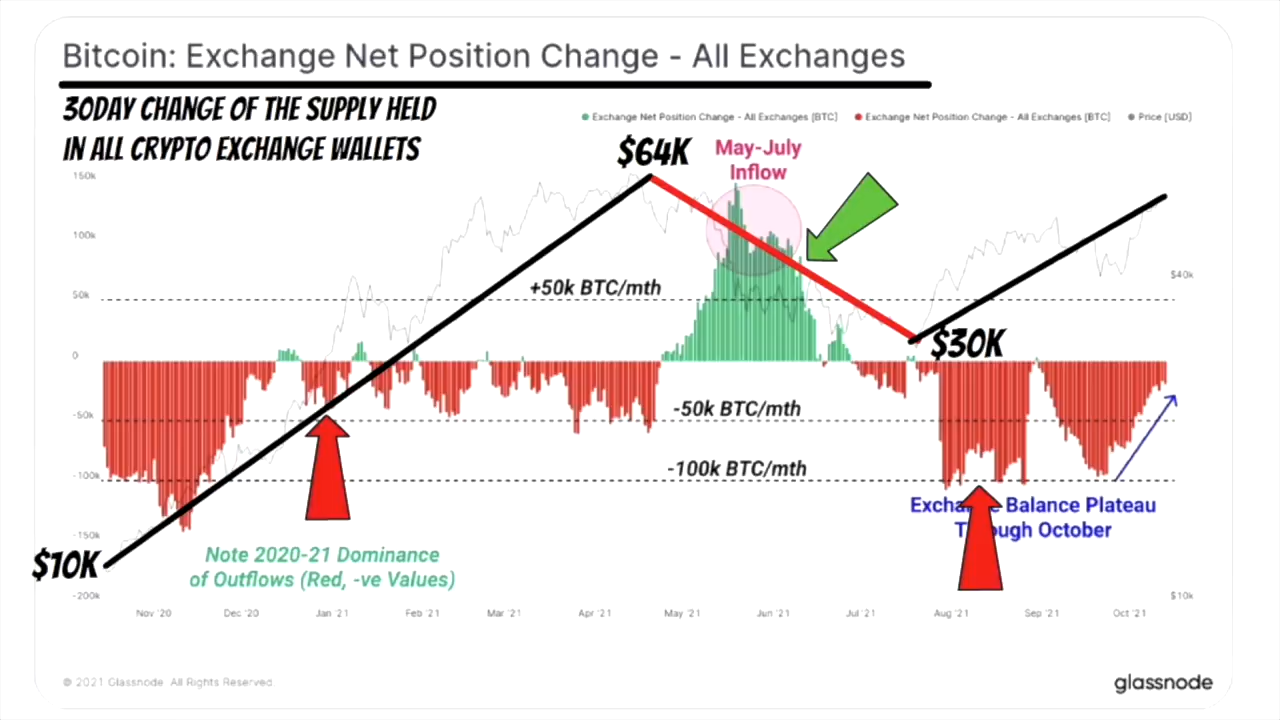 Bitcoin: Exchange Net Position Change - All Exchanges
30DAY CHANGE OF THE SUPPLY HELD
IN ALL CRYPTO EXCHANGE WALLETS
Exchange Net Position Change - All Exchanges [BTC] Exchange Net Position Change - All Exchanges [BTC] Price [USD]
$64K
May-July
Inflow
150k
100k
50k
0
-50k
-100k
-150k
-200k
+50k BTC/mth
-50k BTC/mth
-100k BTC/mth
$40k
$10k
$30K
$10K
Note 2020-21 Dominance
of Outflows (Red, -ve Values)
Balance Plateau
October
Nov '20 Dec '20 Jan '21 Feb '21 Mar '21 Apr '21 May '21 Jun '21 Jul '21 Aug '21 Sep '21 Oct '21
© 2021 Glassnode. All Rights Reserved.
glassnode